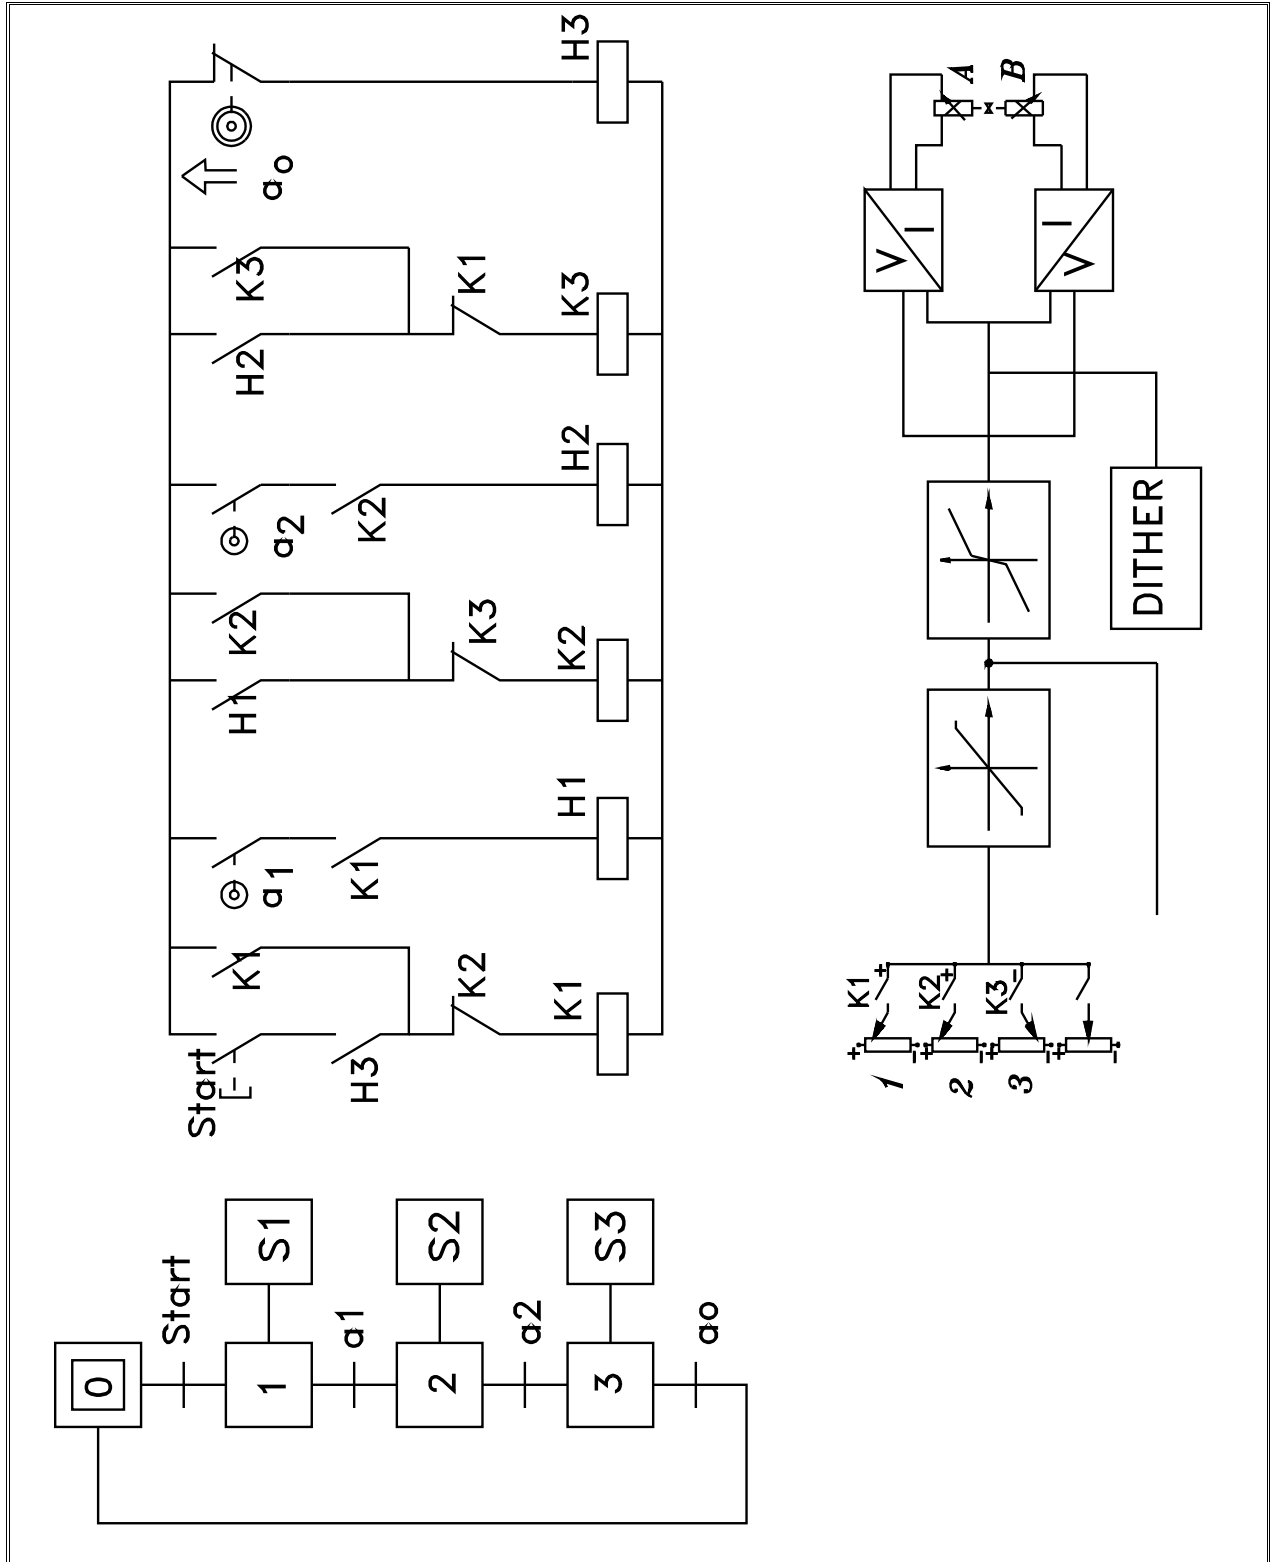 0
Start
1
S1
a1
2
S2
a2
3
S3
ao
Start
H3
K1
K2
K1
a1
K1
H1
H1
K2
K3
K2
a2
K2
H2
H2
K3
K1
K3
ao
H3
K1
+
K2
+
K3
-
+
-
+
-
+
-
+
-
1
2
3
DITHER
V
I
V
I
A
B